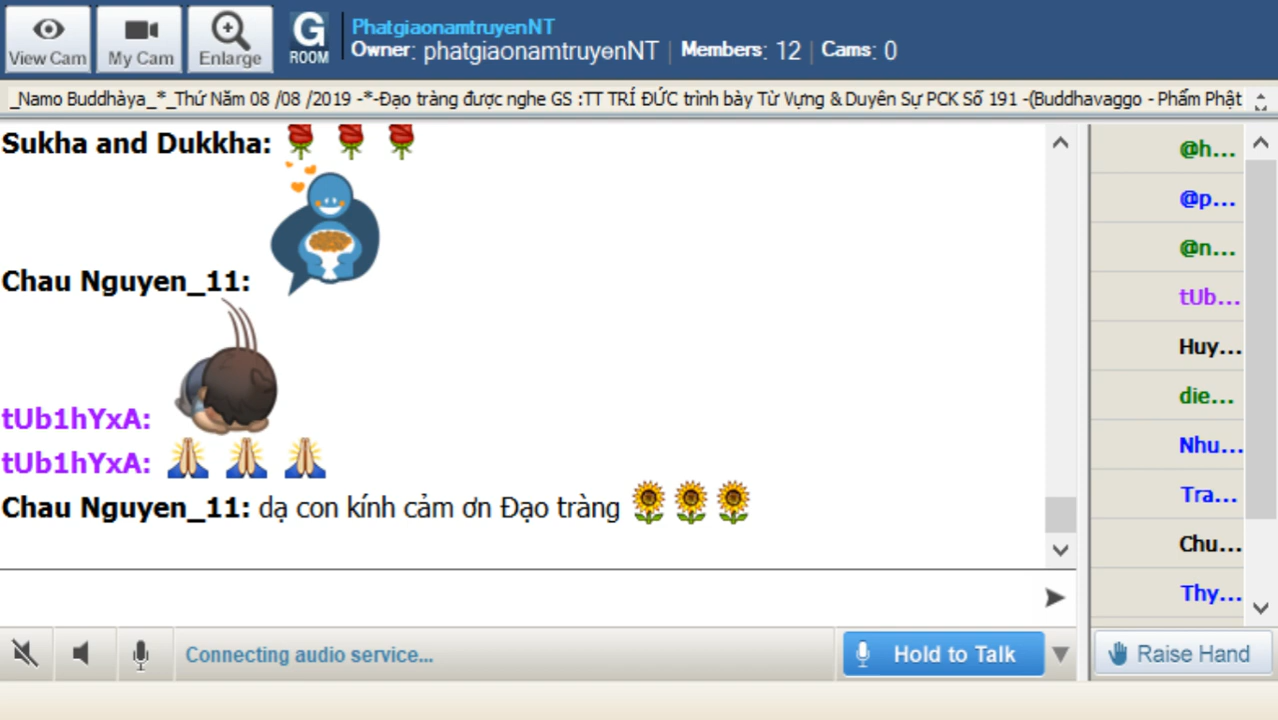 View Cam
My Cam
Enlarge
G
ROOM
PhatgiaonamtruyenNT
Owner: phatgiaonamtruyenNT | Members: 12 | Cams: 0
_Namo Buddhàya_*_Thứ Năm 08 /08 /2019 -*-Đạo tràng được nghe GS :TT TRÍ ĐỨC trình bày Từ Vựng & Duyên Sự PCK Số 191 -(Buddhavaggo - Phẩm Phật
Sukha and Dukkha:
Chau Nguyen_11:
tUb1hYxA:
tUb1hYxA:
Chau Nguyen_11: dạ con kính cảm ơn Đạo tràng
@h...
@p...
@n...
tUb...
Huy...
die...
Nhu...
Tra...
Chu...
Thy...
Connecting audio service...
Hold to Talk
Raise Hand